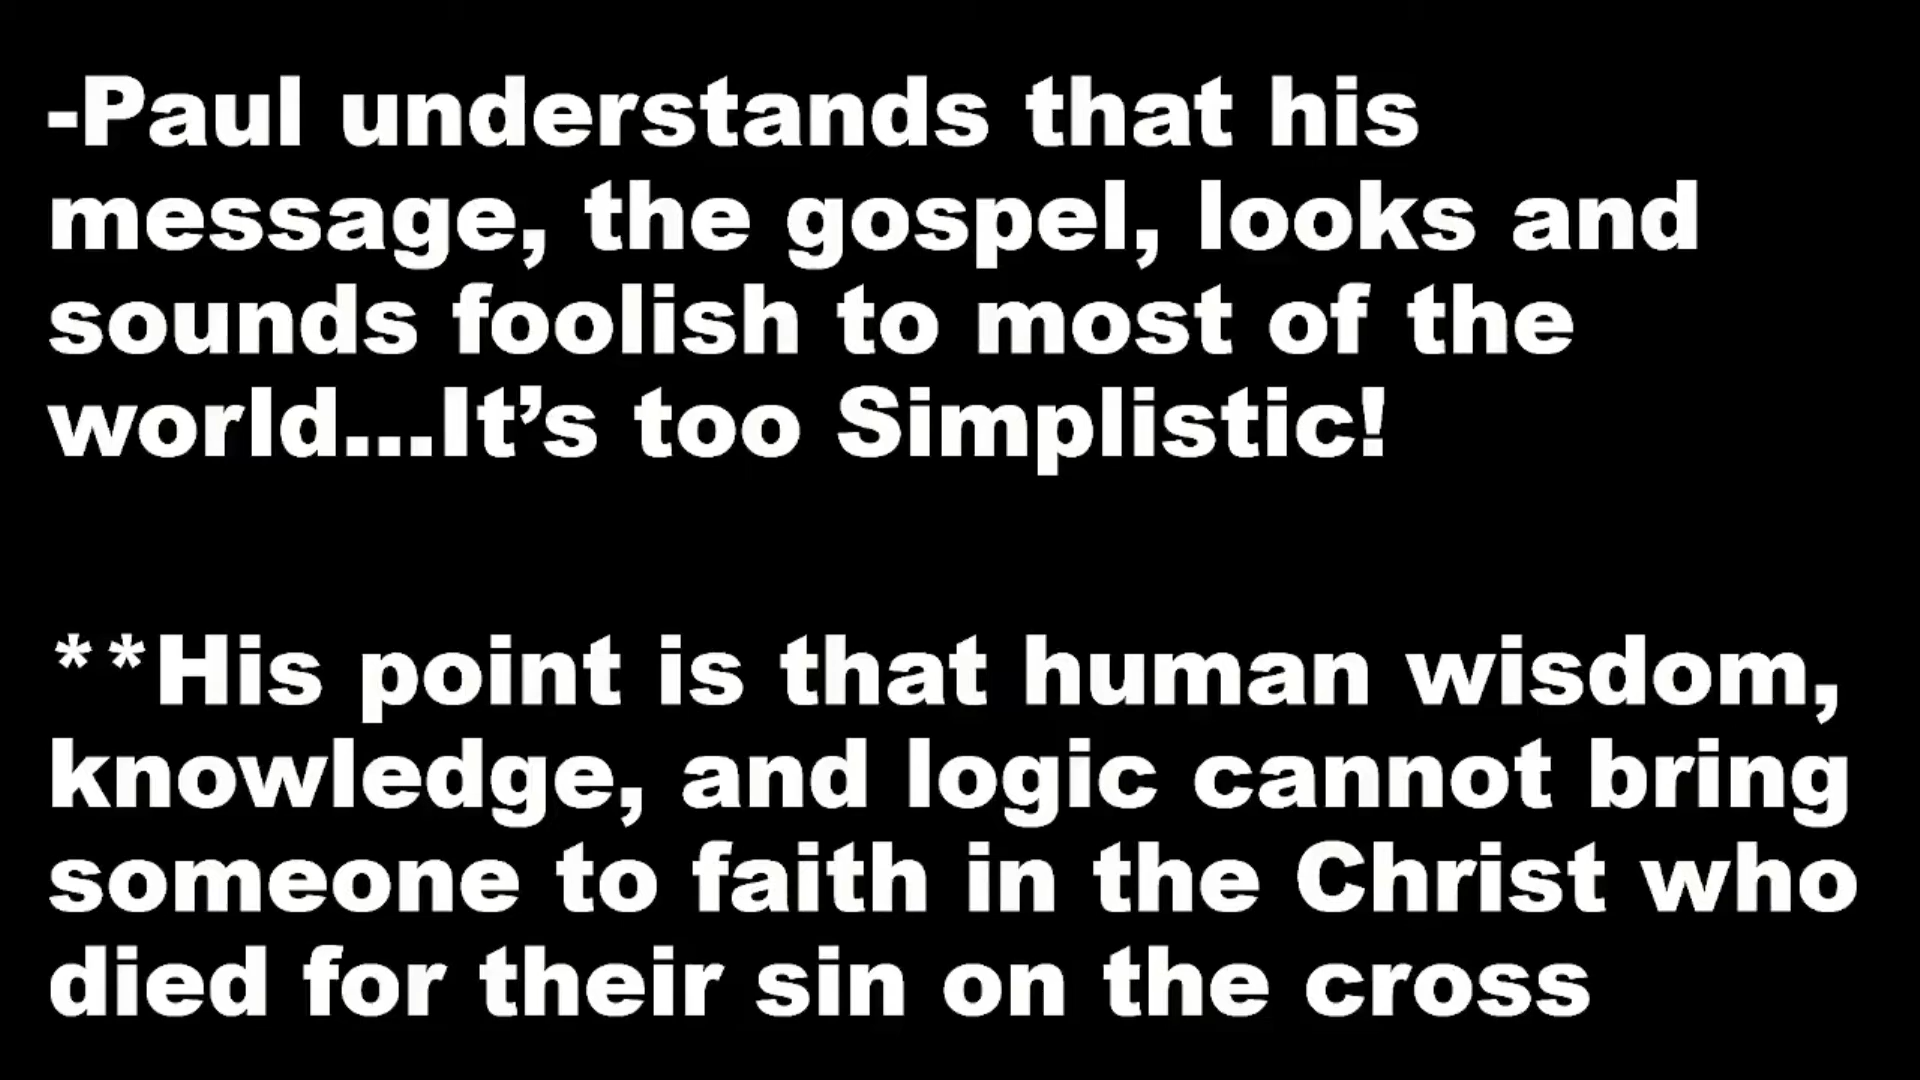 -Paul understands that his
message, the gospel, looks and
sounds foolish to most of the
world...It’s too Simplistic!
**His point is that human wisdom,
knowledge, and logic cannot bring
someone to faith in the Christ who
died for their sin on the cross